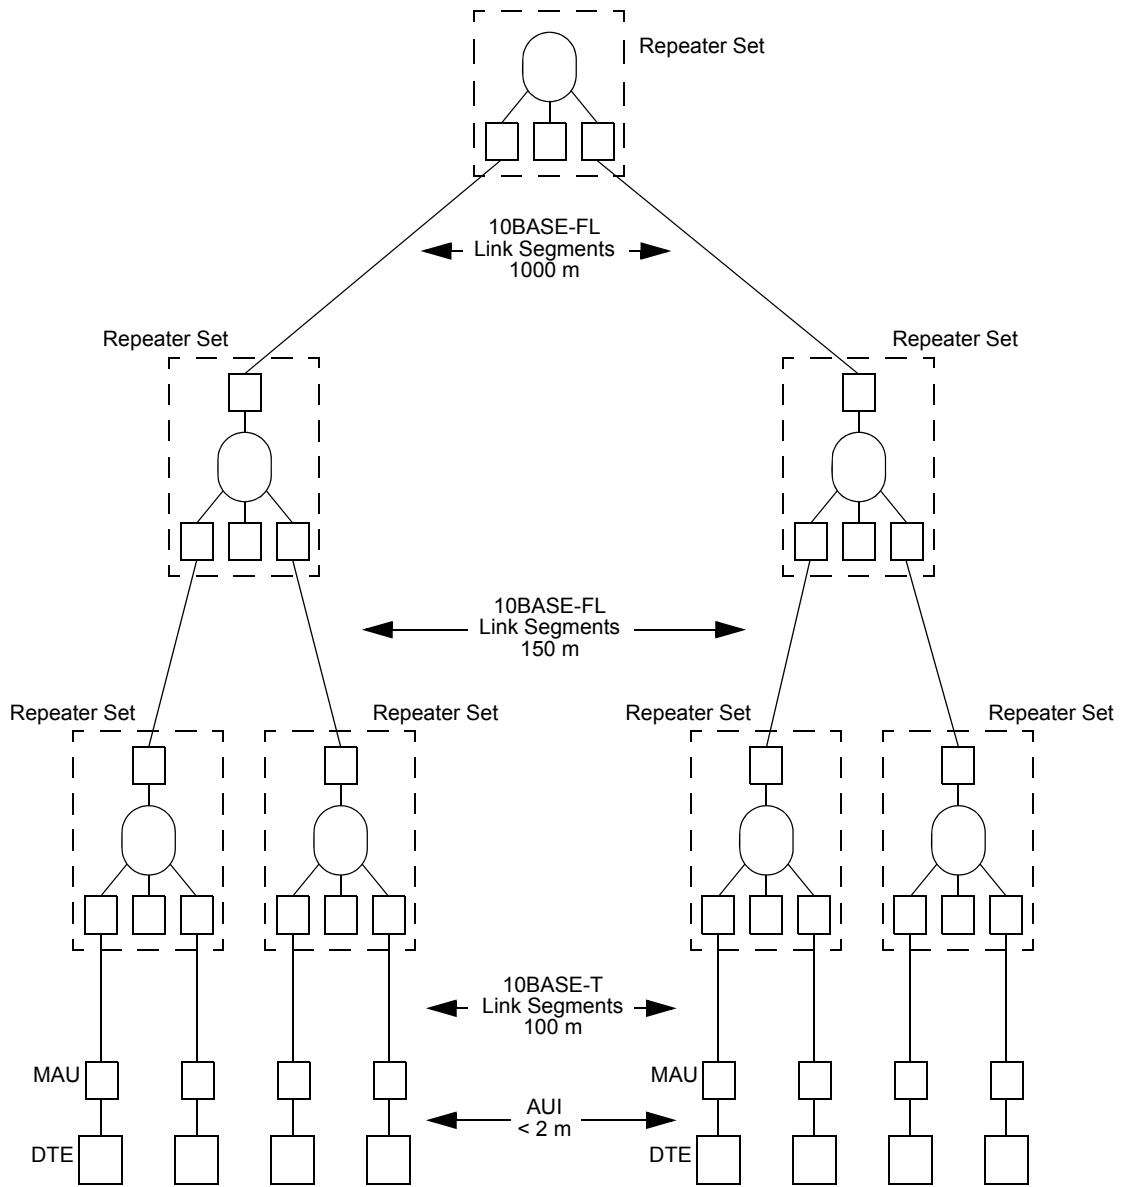 Repeater Set
10BASE-FL
Link Segments
1000 m
Repeater Set
Repeater Set
10BASE-FL
Link Segments
150 m
Repeater Set
Repeater Set
Repeater Set
Repeater Set
10BASE-T
Link Segments
100 m
MAU
MAU
AUI
< 2 m
DTE
DTE